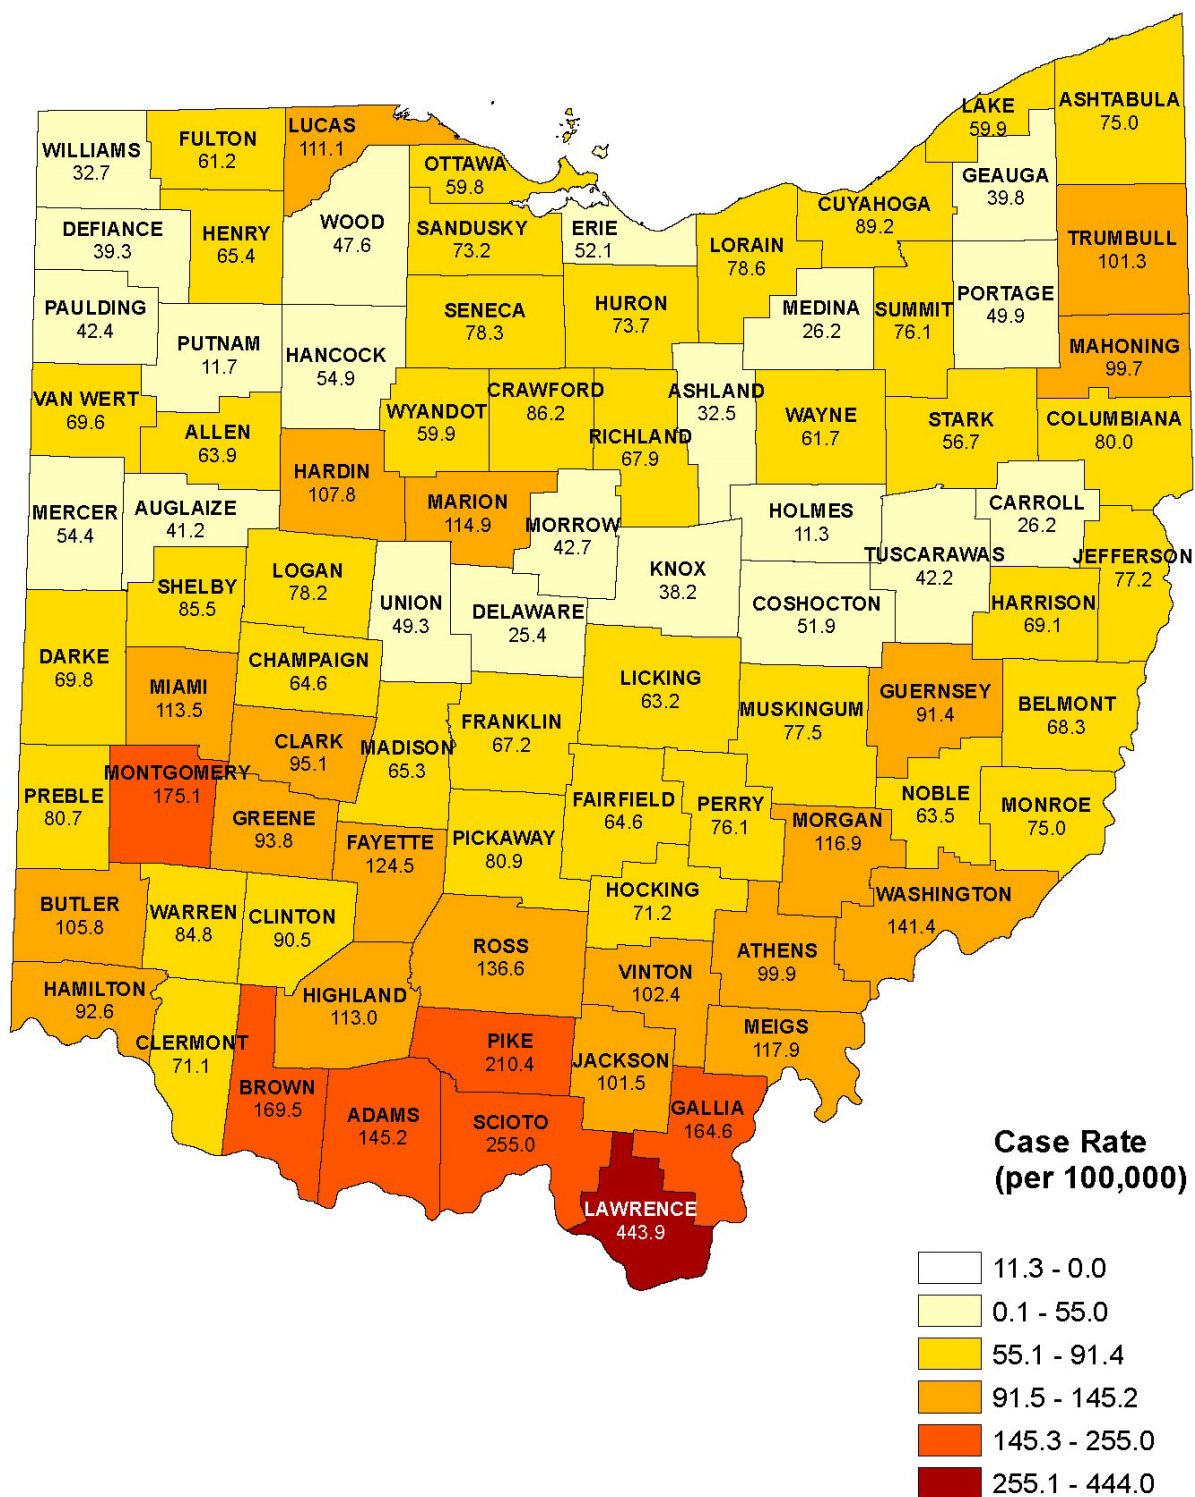 LAKE
59.9
ASHTABULA
75.0
WILLIAMS
32.7
FULTON
61.2
LUCAS
111.1
OTTAWA
59.8
GEAUGA
39.8
DEFIANCE
39.3
HENRY
65.4
WOOD
47.6
SANDUSKY
73.2
ERIE
52.1
LORAIN
78.6
CUYAHOGA
89.2
TRUMBULL
101.3
PAULDING
42.4
PUTNAM
11.7
HANCOCK
54.9
SENECA
78.3
HURON
73.7
MEDINA
26.2
SUMMIT
76.1
PORTAGE
49.9
MAHONING
99.7
VAN WERT
69.6
ALLEN
63.9
WYANDOT
59.9
CRAWFORD
86.2
RICHLAND
67.9
ASHLAND
32.5
WAYNE
61.7
STARK
56.7
COLUMBIANA
80.0
HARDIN
107.8
MARION
114.9
MERCER
54.4
AUGLAIZE
41.2
MORROW
42.7
HOLMES
11.3
CARROLL
26.2
TUSCARAWAS
42.2
JEFFERSON
77.2
SHELBY
85.5
LOGAN
78.2
UNION
49.3
DELAWARE
25.4
KNOX
38.2
COSHOCTON
51.9
HARRISON
69.1
DARKE
69.8
MIAMI
113.5
CHAMPAIGN
64.6
LICKING
63.2
MUSKINGUM
77.5
GUERNSEY
91.4
BELMONT
68.3
CLARK
95.1
MADISON
65.3
FRANKLIN
67.2
MONTGOMERY
175.1
PREBLE
80.7
GREENE
93.8
FAYETTE
124.5
PICKAWAY
80.9
FAIRFIELD
64.6
PERRY
76.1
MORGAN
116.9
NOBLE
63.5
MONROE
75.0
BUTLER
105.8
WARREN
84.8
CLINTON
90.5
HOCKING
71.2
WASHINGTON
141.4
ROSS
136.6
VINTON
102.4
ATHENS
99.9
HAMILTON
92.6
CLERMONT
71.1
HIGHLAND
113.0
PIKE
210.4
JACKSON
101.5
MEIGS
117.9
BROWN
169.5
ADAMS
145.2
SCIOTO
255.0
GALLIA
164.6
LAWRENCE
443.9
Case Rate
(per 100,000)
11.3 - 0.0
0.1 - 55.0
55.1 - 91.4
91.5 - 145.2
145.3 - 255.0
255.1 - 444.0